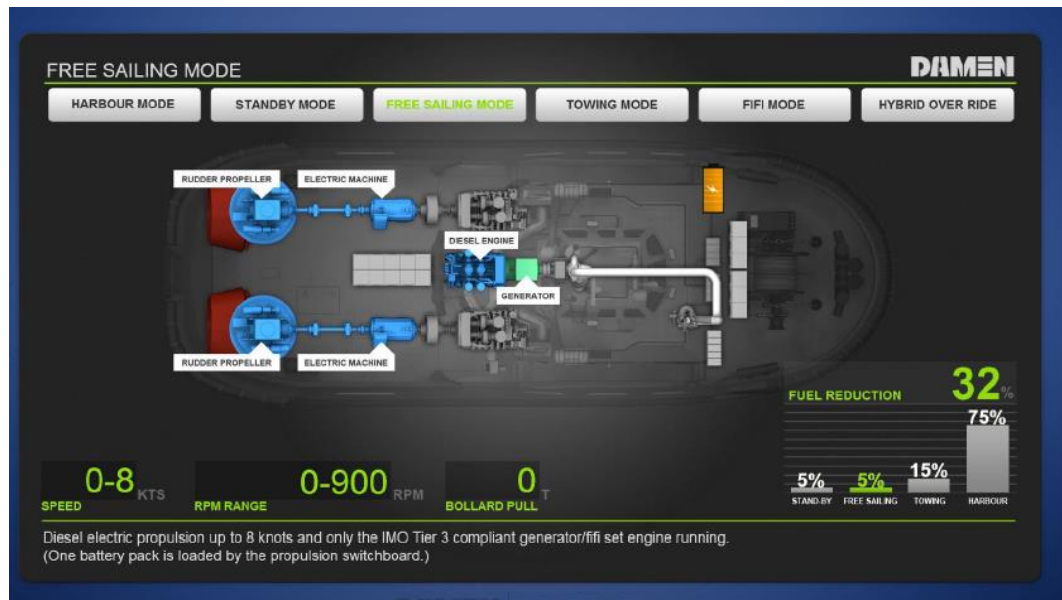 FREE SAILING MODE
DAMEN
HARBOUR MODE
STANDBY MODE
FREE SAILING MODE
TOWING MODE
FIFI MODE
HYBRID OVER RIDE
RUDDER PROPELLER
ELECTRIC MACHINE
DIESEL ENGINE
GENERATOR
RUDDER PROPELLER
ELECTRIC MACHINE
FUEL REDUCTION
32%
75%
5%
5%
15%
STAND-BY
FREE SAILING
TOWING
HARBOUR
0-8 KTS
SPEED
0-900 RPM
RPM RANGE
0 T
BOLLARD PULL
Diesel electric propulsion up to 8 knots and only the IMO Tier 3 compliant generator/fifi set engine running.
(One battery pack is loaded by the propulsion switchboard.)